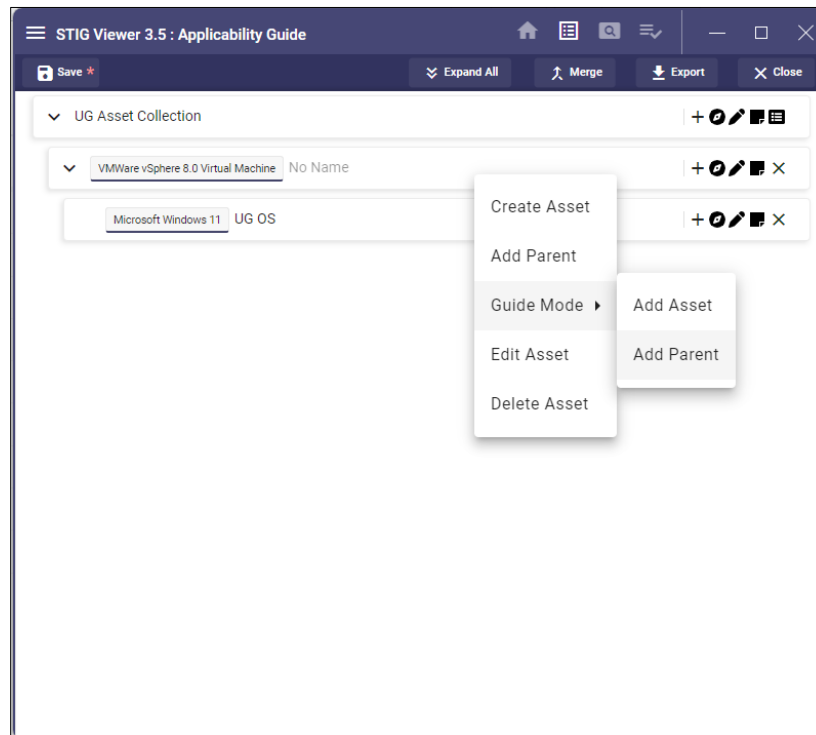 STIG Viewer 3.5 : Applicability Guide
Save *
Expand All
Merge
Export
Close
UG Asset Collection
VMWare vSphere 8.0 Virtual Machine No Name
Microsoft Windows 11 UG OS
Create Asset
Add Parent
Guide Mode
Edit Asset
Delete Asset
Add Asset
Add Parent